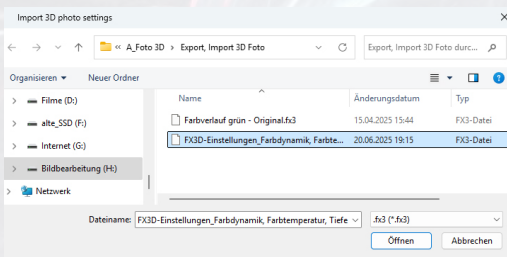 Import 3D photo settings
« A_Foto 3D > Export, Import 3D Foto
Export, Import 3D Foto durc...
Organisieren
Neuer Ordner
Name
Änderungsdatum
Typ
Filme (D:)
alte_SSD (F:)
Internet (G:)
Bildbearbeitung (H:)
Netzwerk
Farbverlauf grün - Original.fx3 15.04.2025 15:44 FX3-Datei
FX3D-Einstellungen_Farbdynamik, Farbte... 20.06.2025 19:15 FX3-Datei
Dateiname: FX3D-Einstellungen_Farbdynamik, Farbtemperatur, Tiefe
.fx3 (*.fx3)
Öffnen
Abbrechen